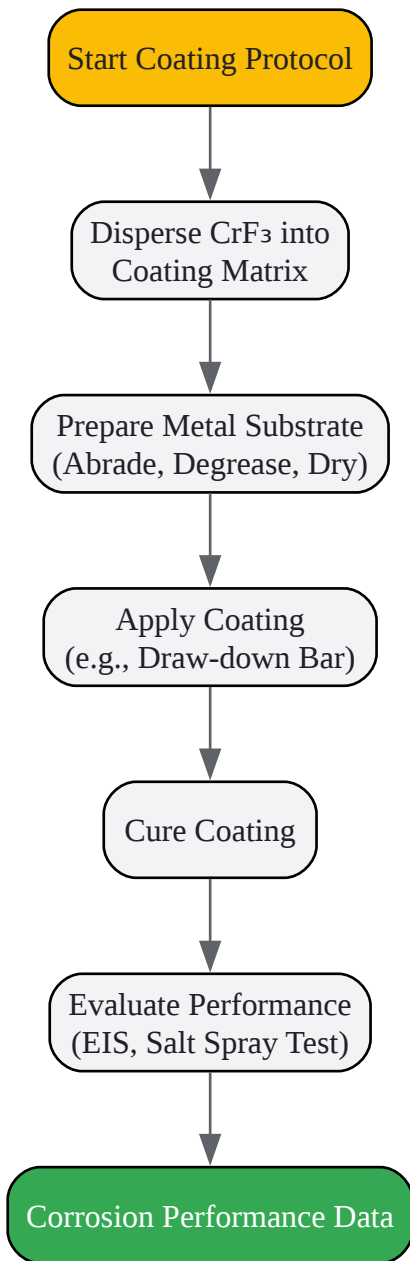 Start Coating Protocol
Disperse CrF₃ into
Coating Matrix
Prepare Metal Substrate
(Abrade, Degrease, Dry)
Apply Coating
(e.g., Draw-down Bar)
Cure Coating
Evaluate Performance
(EIS, Salt Spray Test)
Corrosion Performance Data